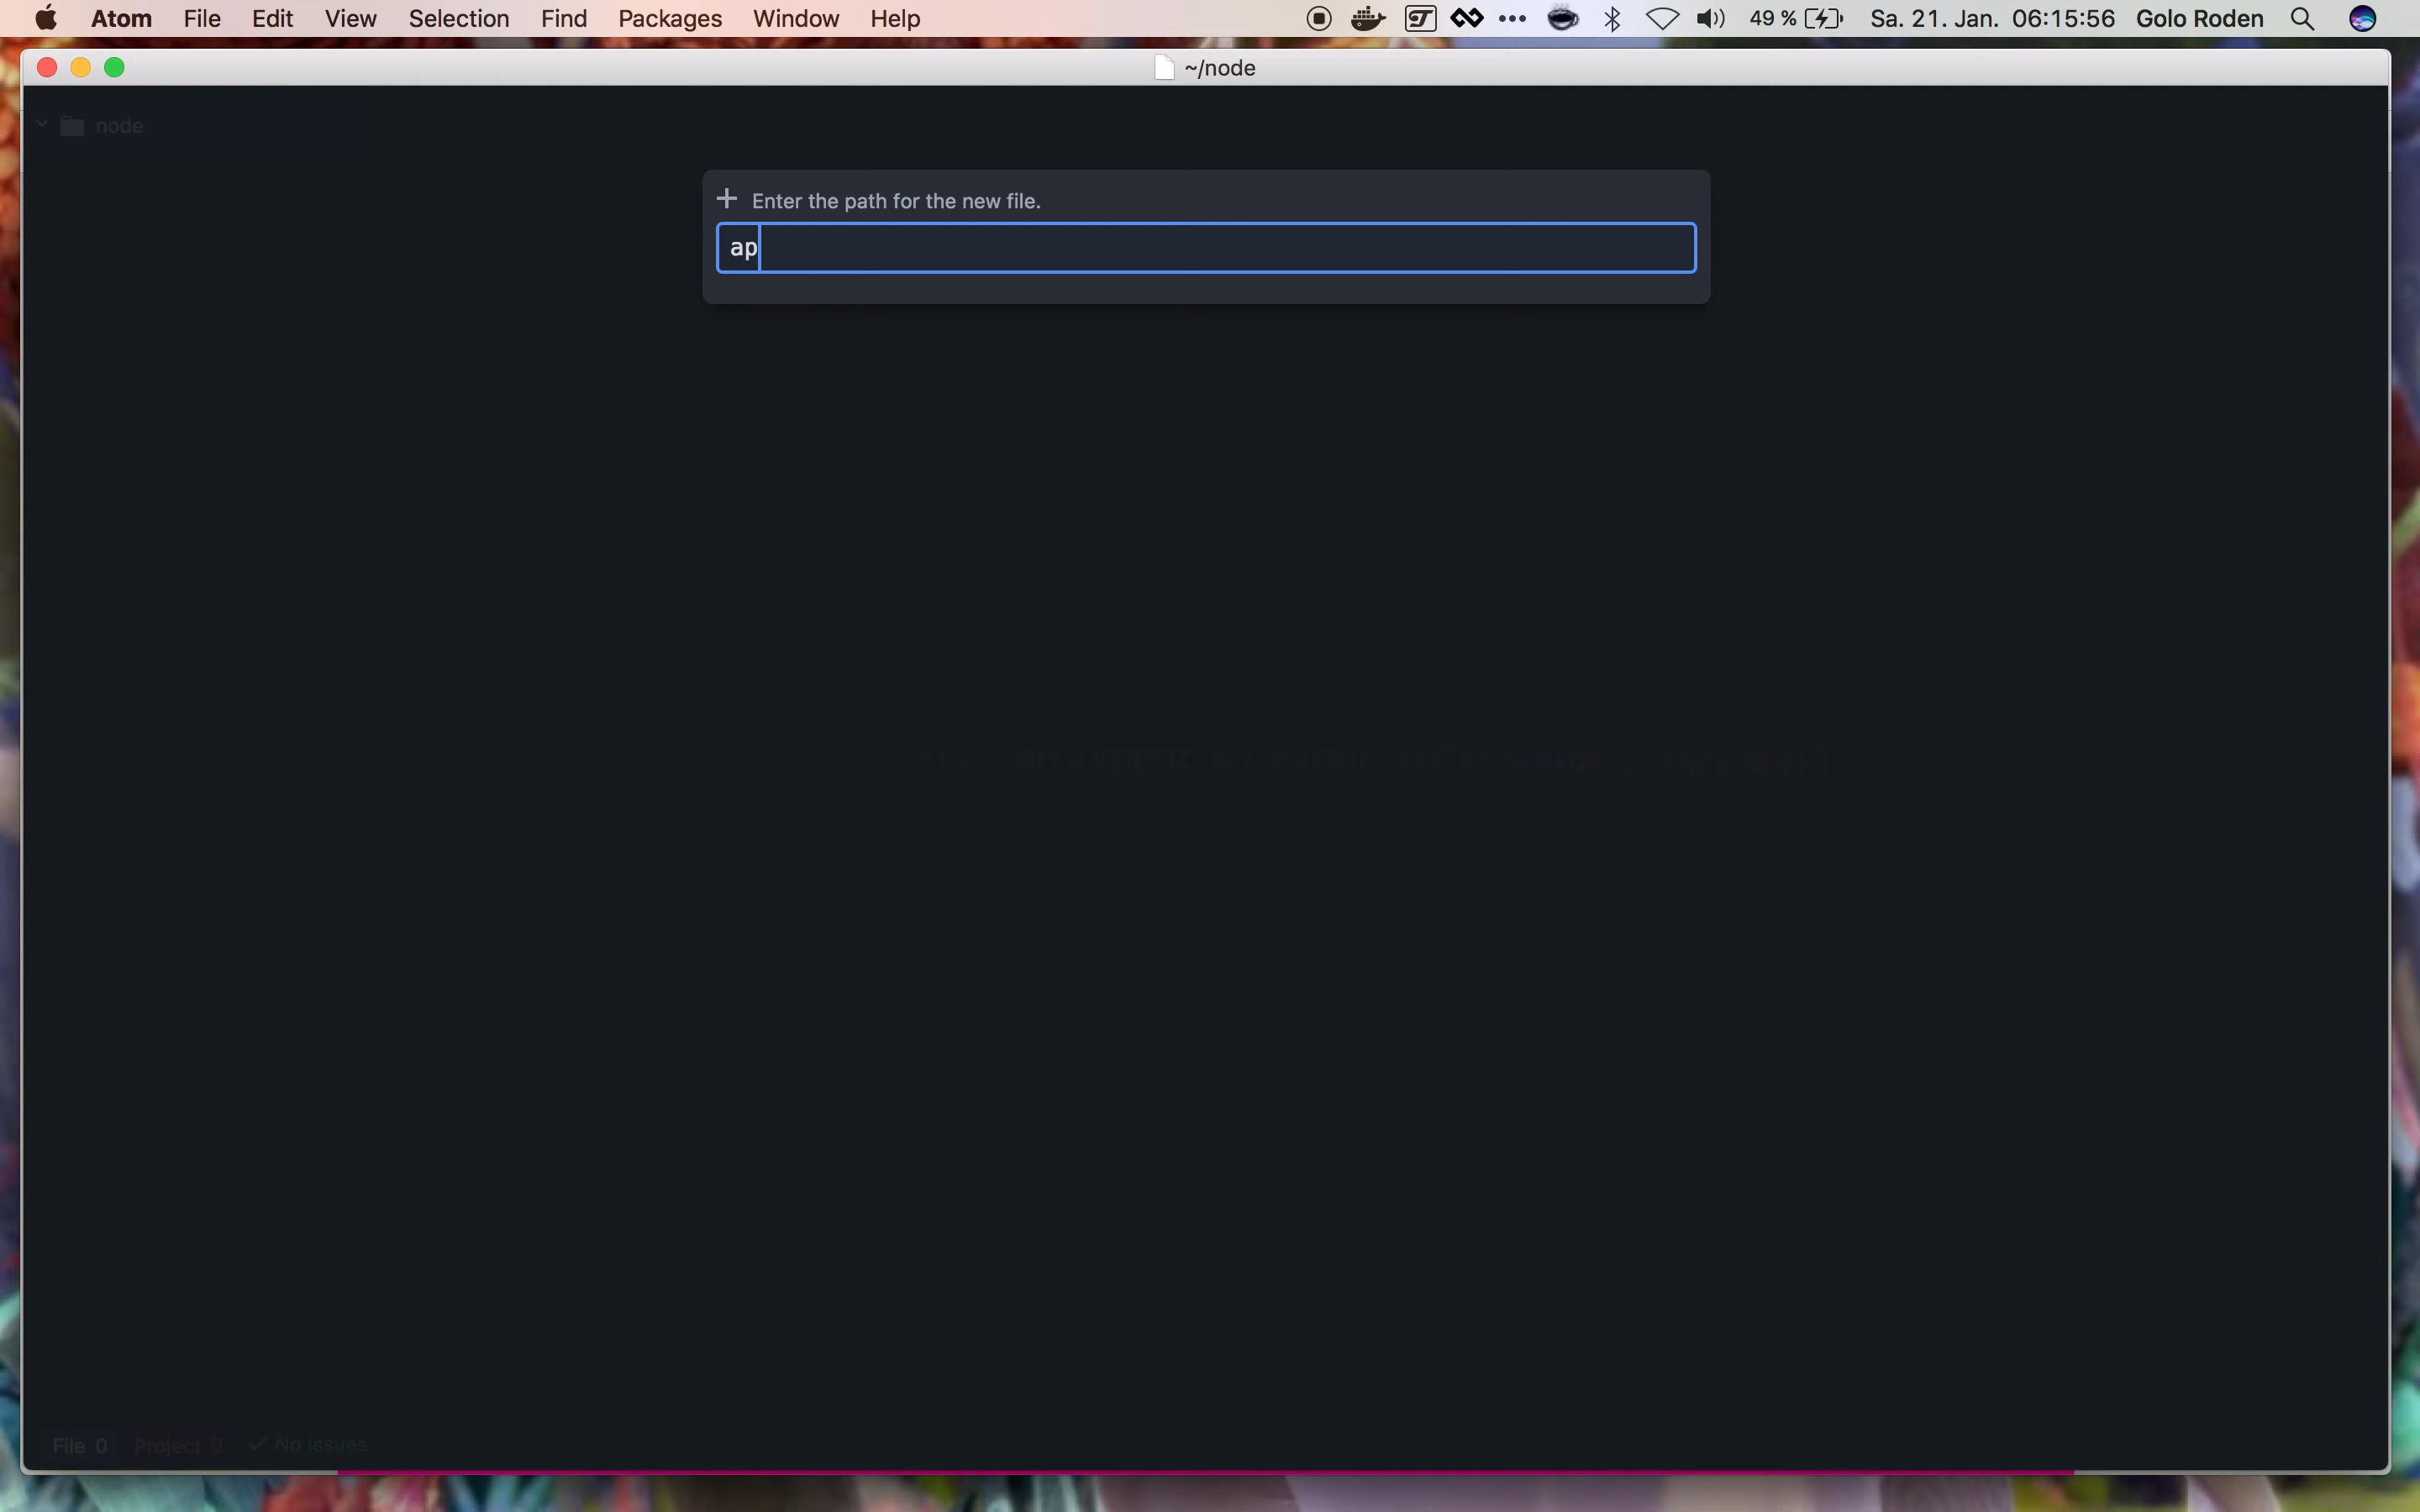 Atom File Edit View Selection Find Packages Window Help 49 % Sa. 21. Jan. 06:15:56 Golo Roden
~/node
node
Enter the path for the new file.
ap
File 0 Project 0 No Issues